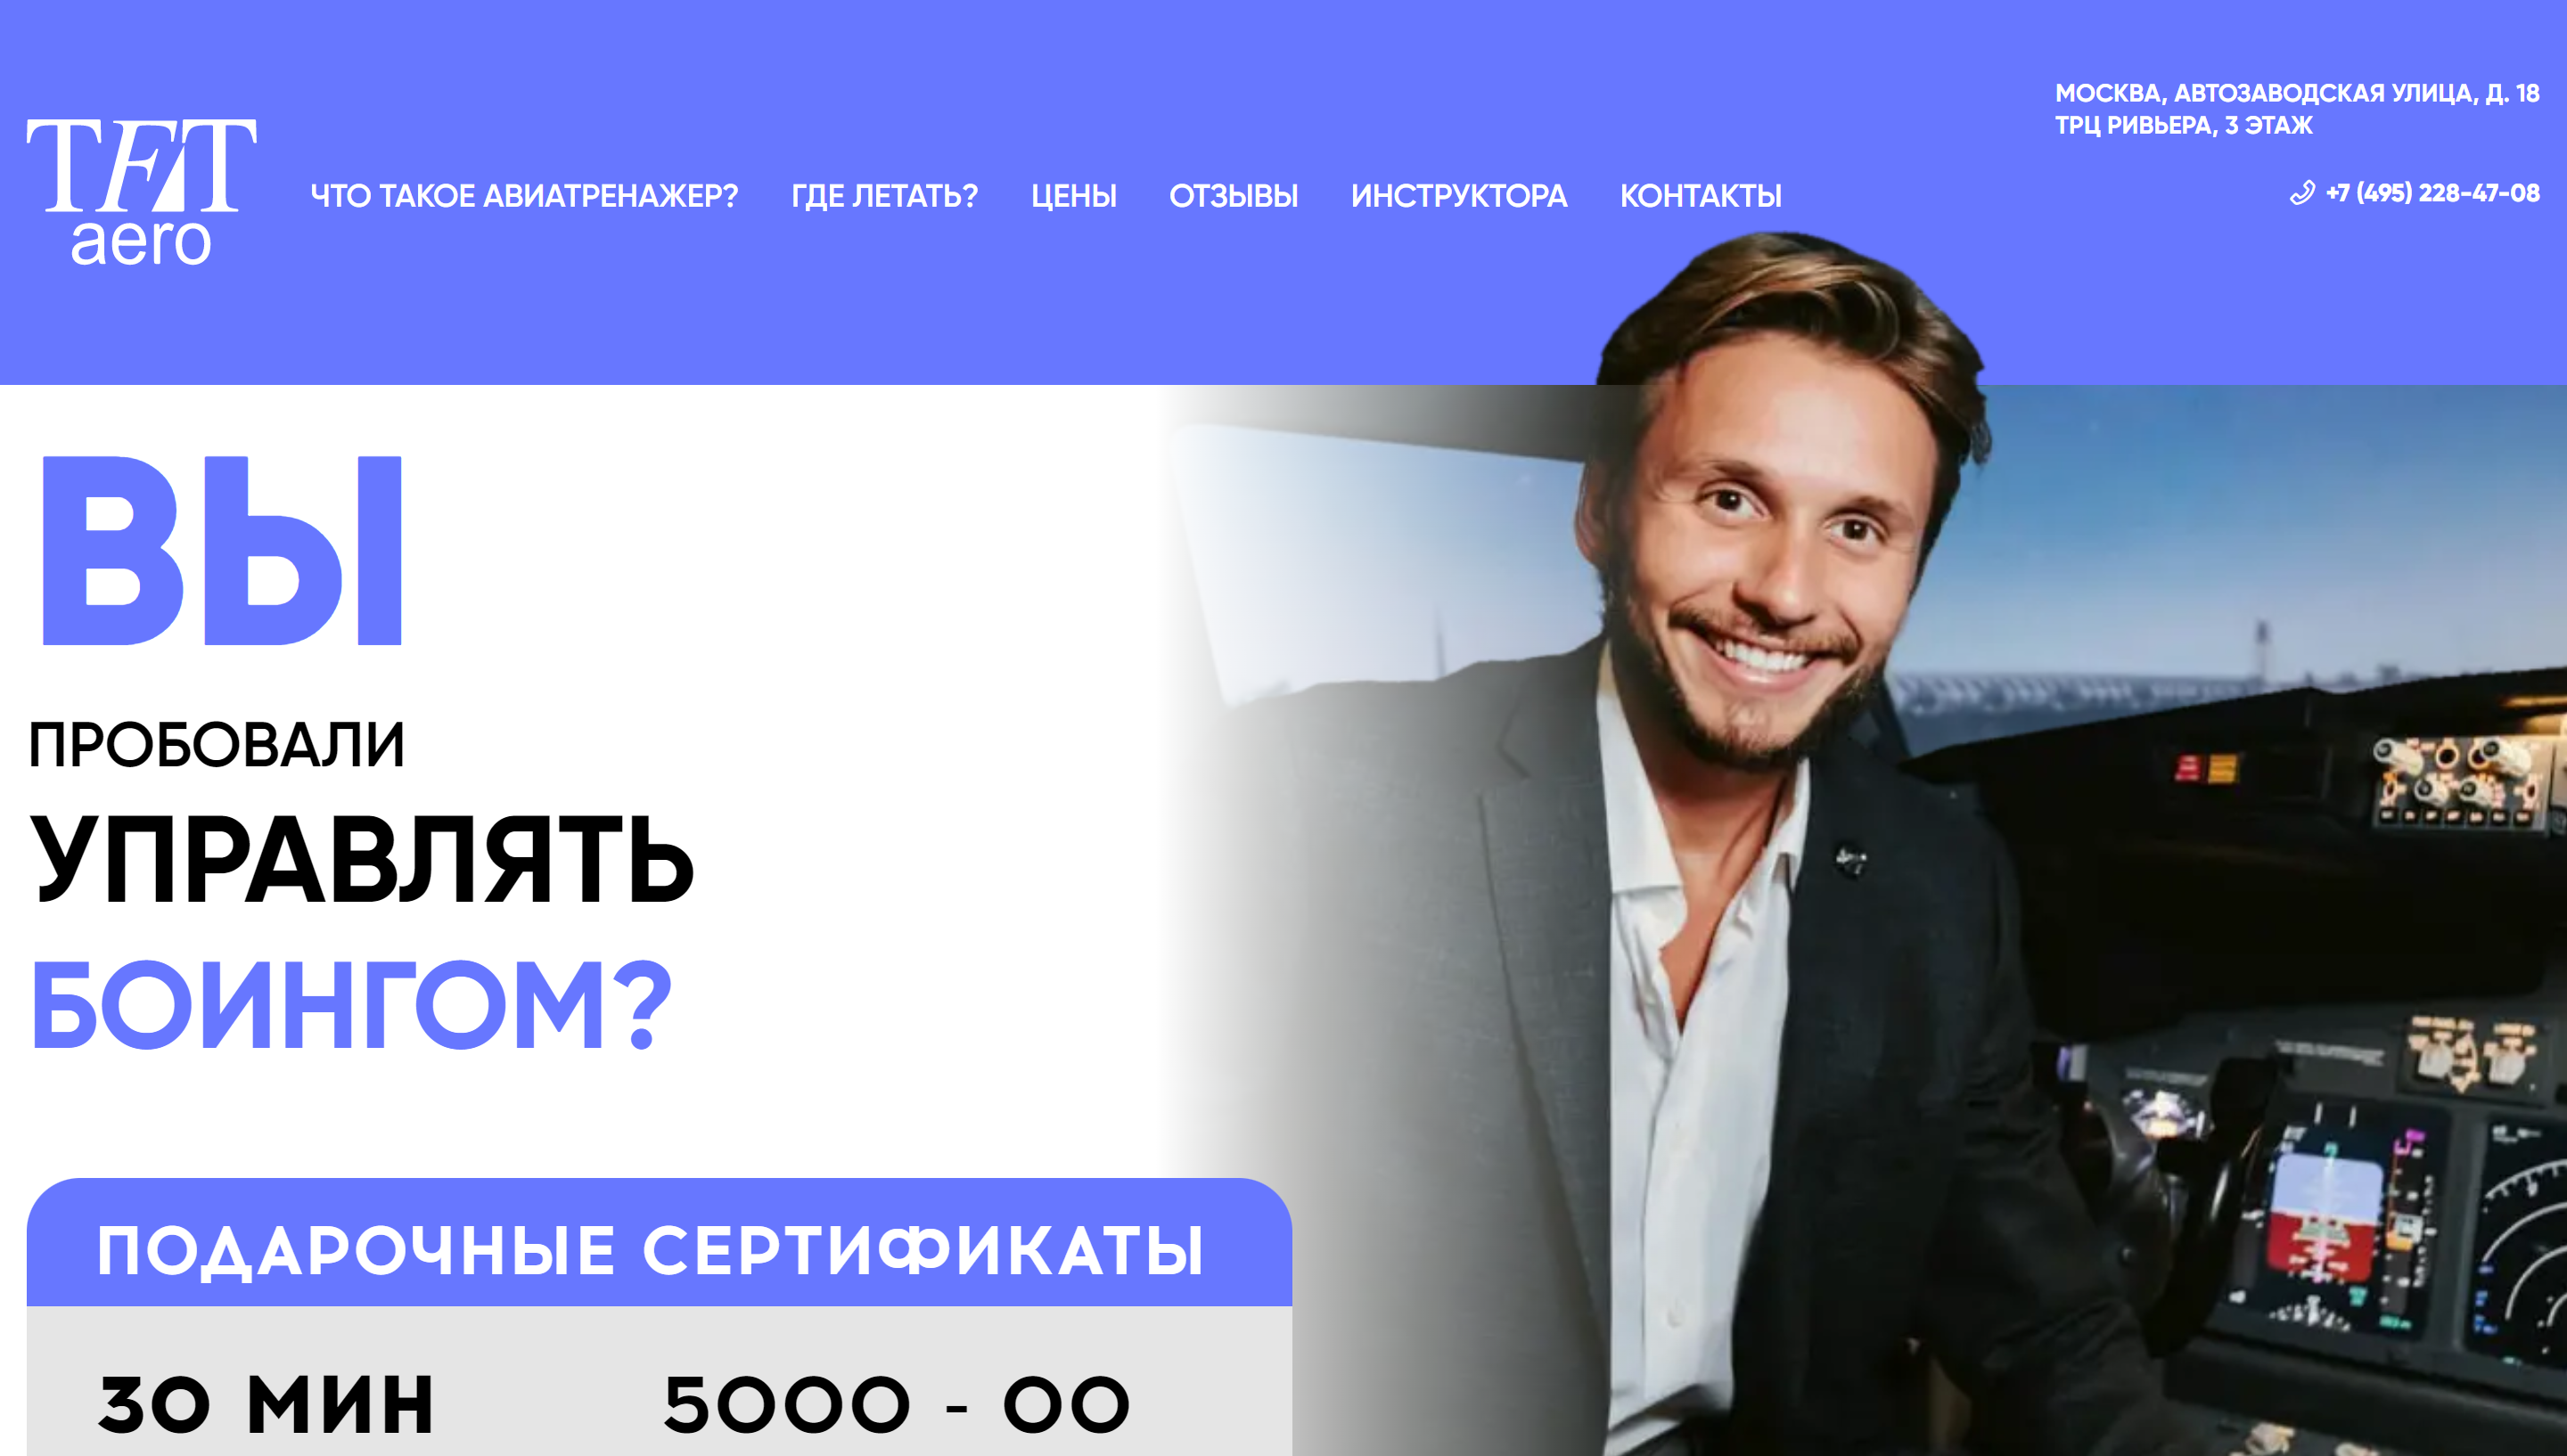 TFT
aero
ЧТО ТАКОЕ АВИАТРЕНАЖЕР? ГДЕ ЛЕТАТЬ? ЦЕНЫ ОТЗЫВЫ ИНСТРУКТОРА КОНТАКТЫ
МОСКВА, АВТОЗАВОДСКАЯ УЛИЦА, Д. 18
ТРЦ РИВЬЕРА, 3 ЭТАЖ
+7 (495) 228-47-08
ВЫ
ПРОБОВАЛИ
УПРАВЛЯТЬ
БОИНГОМ?
ПОДАРОЧНЫЕ СЕРТИФИКАТЫ
30 МИН 5000 - 00